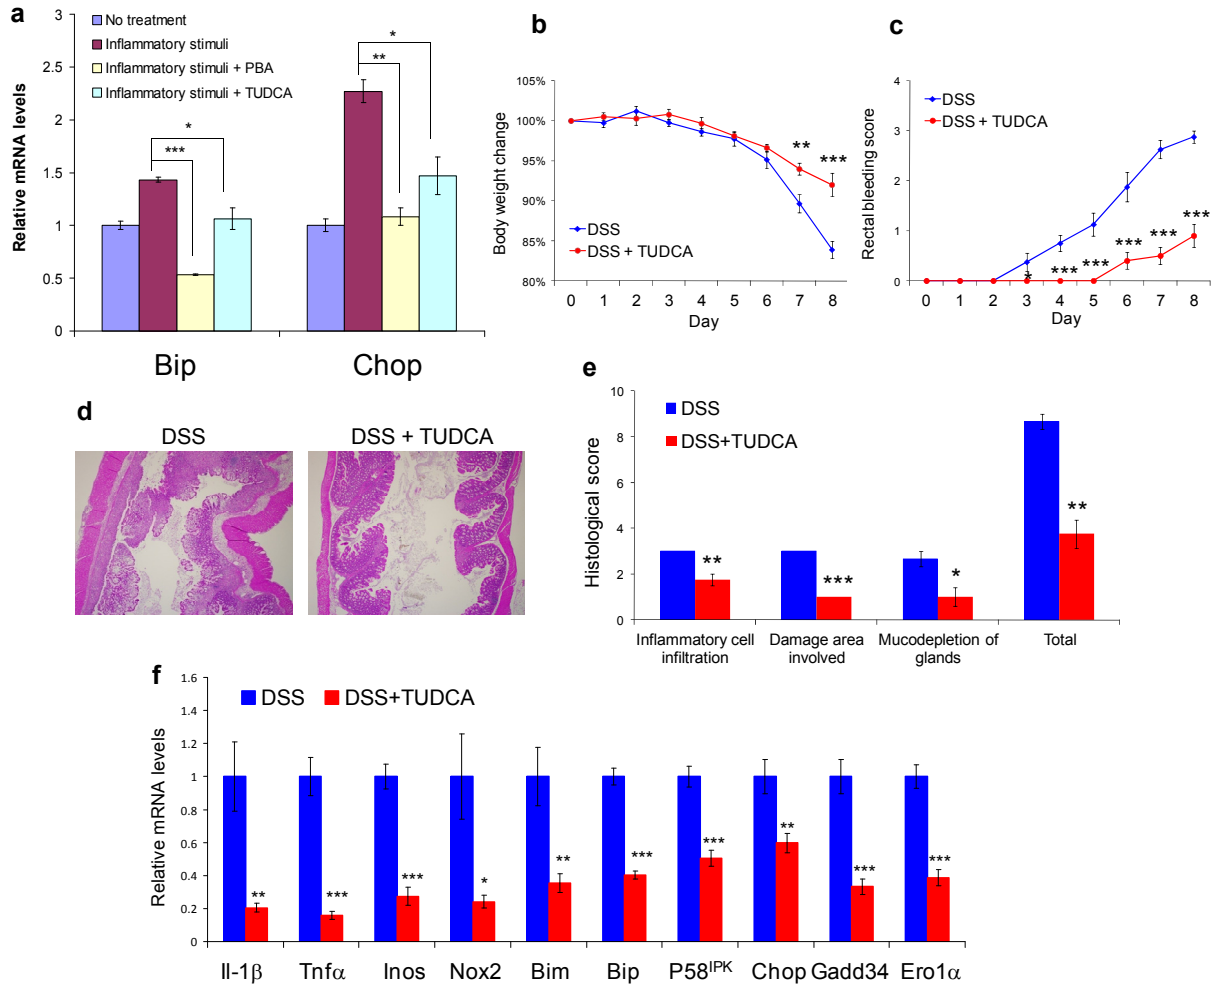 a
No treatment
Inflammatory stimuli
Inflammatory stimuli + PBA
Inflammatory stimuli + TUDCA
Relative mRNA levels
3
2.5
2
1.5
1
0.5
0
*
***
*
**
Bip
Chop
b
Body weight change
105%
100%
95%
90%
85%
80%
DSS
DSS + TUDCA
**
***
0 1 2 3 4 5 6 7 8
Day
c
Rectal bleeding score
4
3
2
1
0
DSS
DSS + TUDCA
* *** *** *** *** ***
0 1 2 3 4 5 6 7 8
Day
d
DSS
DSS + TUDCA
e
Histological score
10
8
6
4
2
0
DSS
DSS+TUDCA
** *** * **
Inflammatory cell infiltration
Damage area involved
Mucodepletion of glands
Total
f
Relative mRNA levels
1.6
1.4
1.2
1
0.8
0.6
0.4
0.2
0
DSS DSS+TUDCA
** *** *** * ** *** *** ** *** ***
Il-1β Tnfα Inos Nox2 Bim Bip P58IPK Chop Gadd34 Ero1α